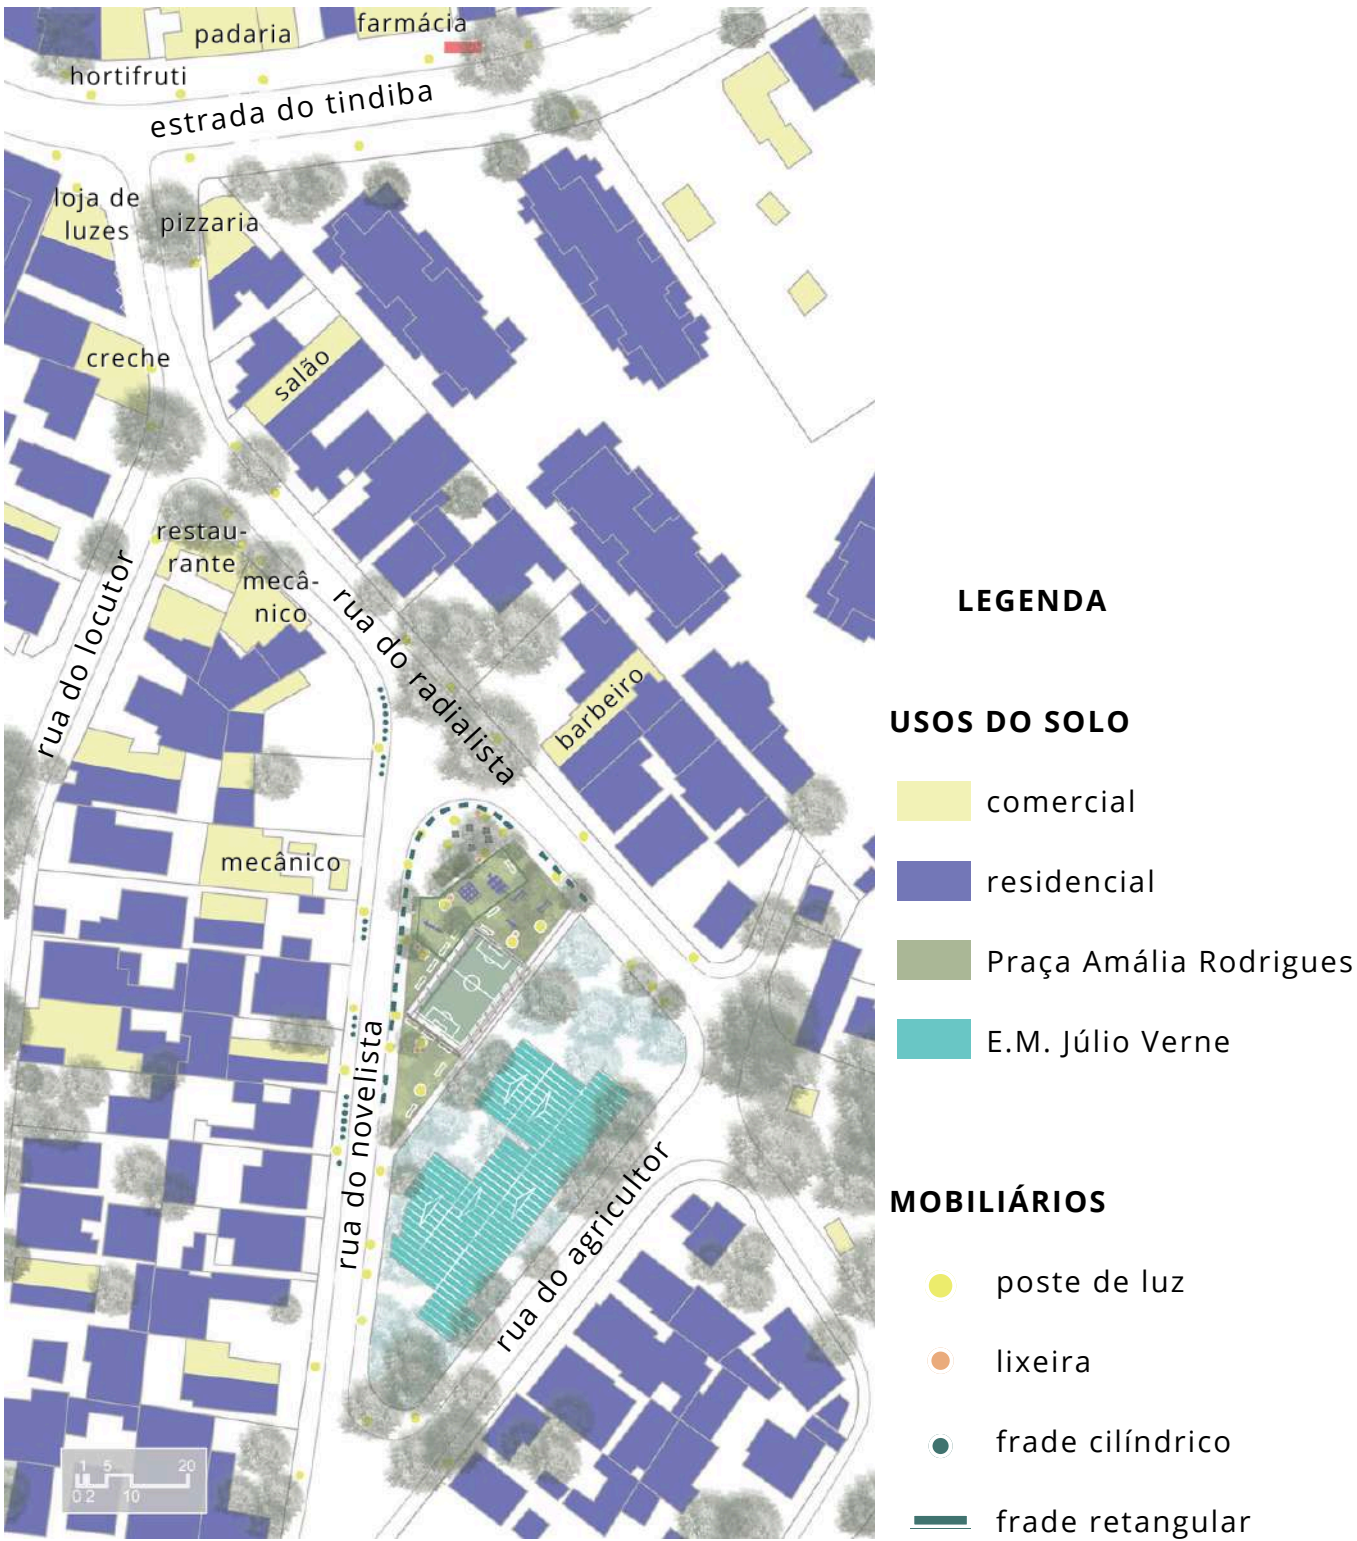 padaria
farmácia
hortifruti
estrada do tindiba
loja de
luzes
pizzaria
creche
salão
restau-
rante
mecâ-
nico
rua do locutor
rua do radialista
barbeiro
mecânico
rua do novelista
rua do agricultor
1 5 20
0 2 10
LEGENDA
USOS DO SOLO
comercial
residencial
Praça Amália Rodrigues
E.M. Júlio Verne
MOBILIÁRIOS
poste de luz
lixeira
frade cilíndrico
frade retangular